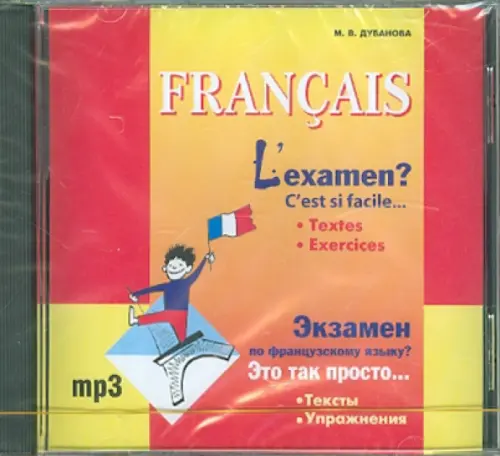 М. В. ДУБАНОВА
FRANÇAIS
L'examen?
C'est si facile...
• Textes
• Exercices
Экзамен
по французскому языку?
Это так просто...
• Тексты
• Упражнения
mp3